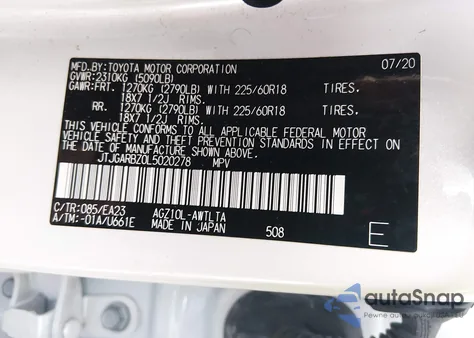 MFD.BY:TOYOTA MOTOR CORPORATION 07/20
GVWR:2310KG (5090LB)
GAWR:FRT. 1270KG (2790LB) WITH 225/60R18 TIRES.
18X7 1/2J RIMS.
RR. 1270KG (2790LB) WITH 225/60R18 TIRES.
18X7 1/2J RIMS.
THIS VEHICLE CONFORMS TO ALL APPLICABLE FEDERAL MOTOR
VEHICLE SAFETY AND THEFT PREVENTION STANDARDS IN EFFECT ON
THE DATE OF MANUFACTURE SHOWN ABOVE.
JTJGARBZ0L5020278 MPV
C/TR:085/EA23 AGZ10L-AWTLTA
A/TM:-01A/U661E MADE IN JAPAN 508 E
autoSnap
Pewne auto z USA